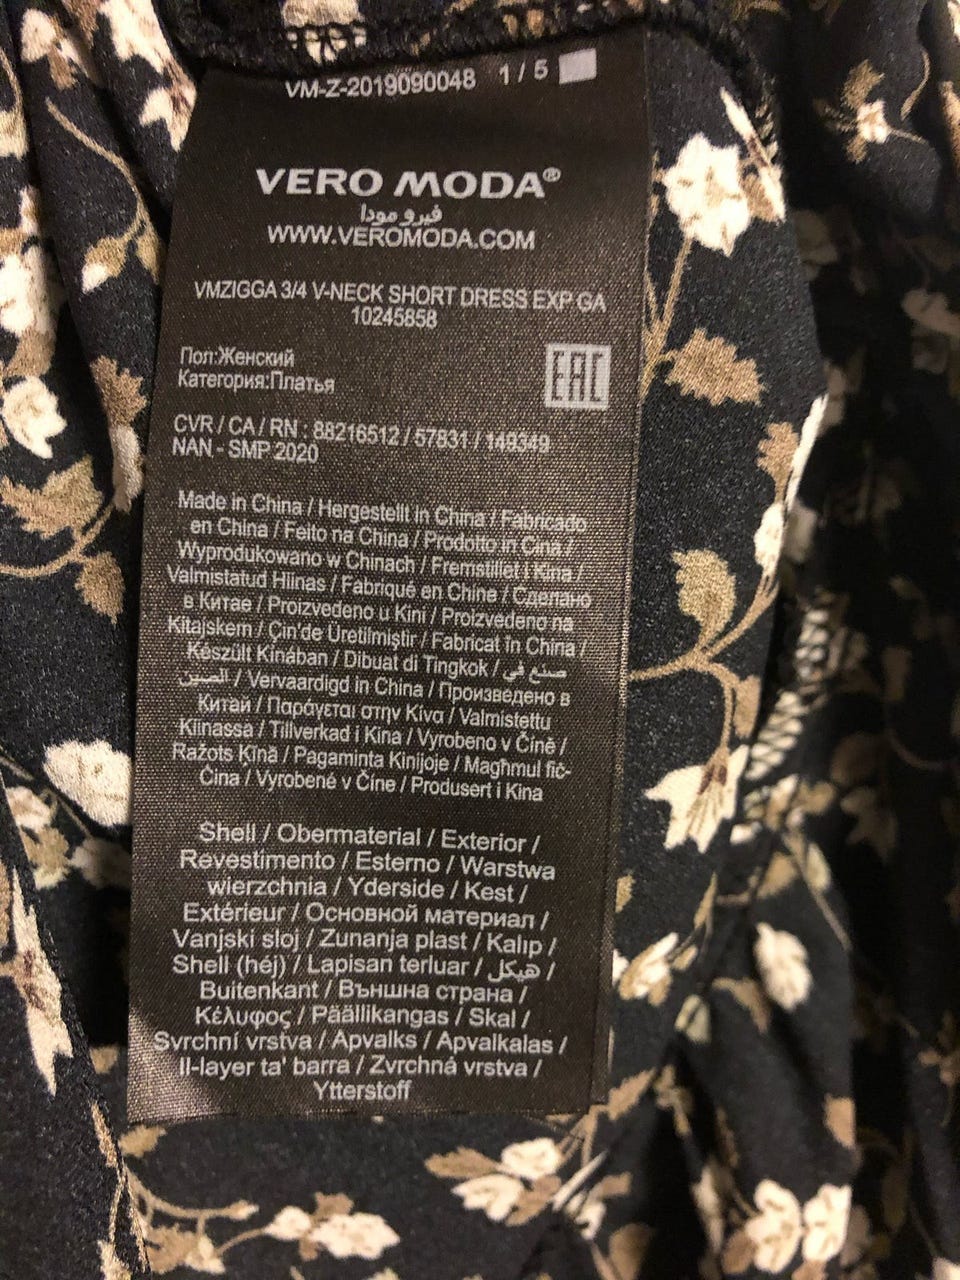 VM-Z-2019090048 1 / 5
VERO MODA®
فيرو مودا
WWW.VEROMODA.COM
VMZIGGA 3/4 V-NECK SHORT DRESS EXP GA
10245858
Пол:Женский
Категория:Платья
EAC
CVR / CA / RN : 88216512 / 57831 / 149349
NAN - SMP 2020
Made in China / Hergestellt in China / Fabricado
en China / Feito na China / Prodotto in Cina /
Wyprodukowano w Chinach / Fremstillet i Kina /
Valmistatud Hiinas / Fabriqué en Chine / Сделано
в Китае / Proizvedeno u Kini / Proizvedeno na
Kitajskem / Çin'de Üretilmiştir / Fabricat în China /
Készült Kínában / Dibuat di Tingkok / صنع في
الصين / Vervaardigd in China / Произведено в
Китай / Παράγεται στην Κίνα / Valmistettu
Kiinassa / Tillverkad i Kina / Vyrobeno v Číně /
Ražots Ķīnā / Pagaminta Kinijoje / Magħmul fiċ-
Ċina / Vyrobené v Číne / Produsert i Kina
Shell / Obermaterial / Exterior /
Revestimento / Esterno / Warstwa
wierzchnia / Yderside / Kest /
Extérieur / Основной материал /
Vanjski sloj / Zunanja plast / Kalıp /
Shell (héj) / Lapisan terluar / هيكل /
Buitenkant / Външна страна /
Κέλυφος / Päällikangas / Skal /
Svrchní vrstva / Apvalks / Apvalkalas /
Il-layer ta' barra / Zvrchná vrstva /
Ytterstoff